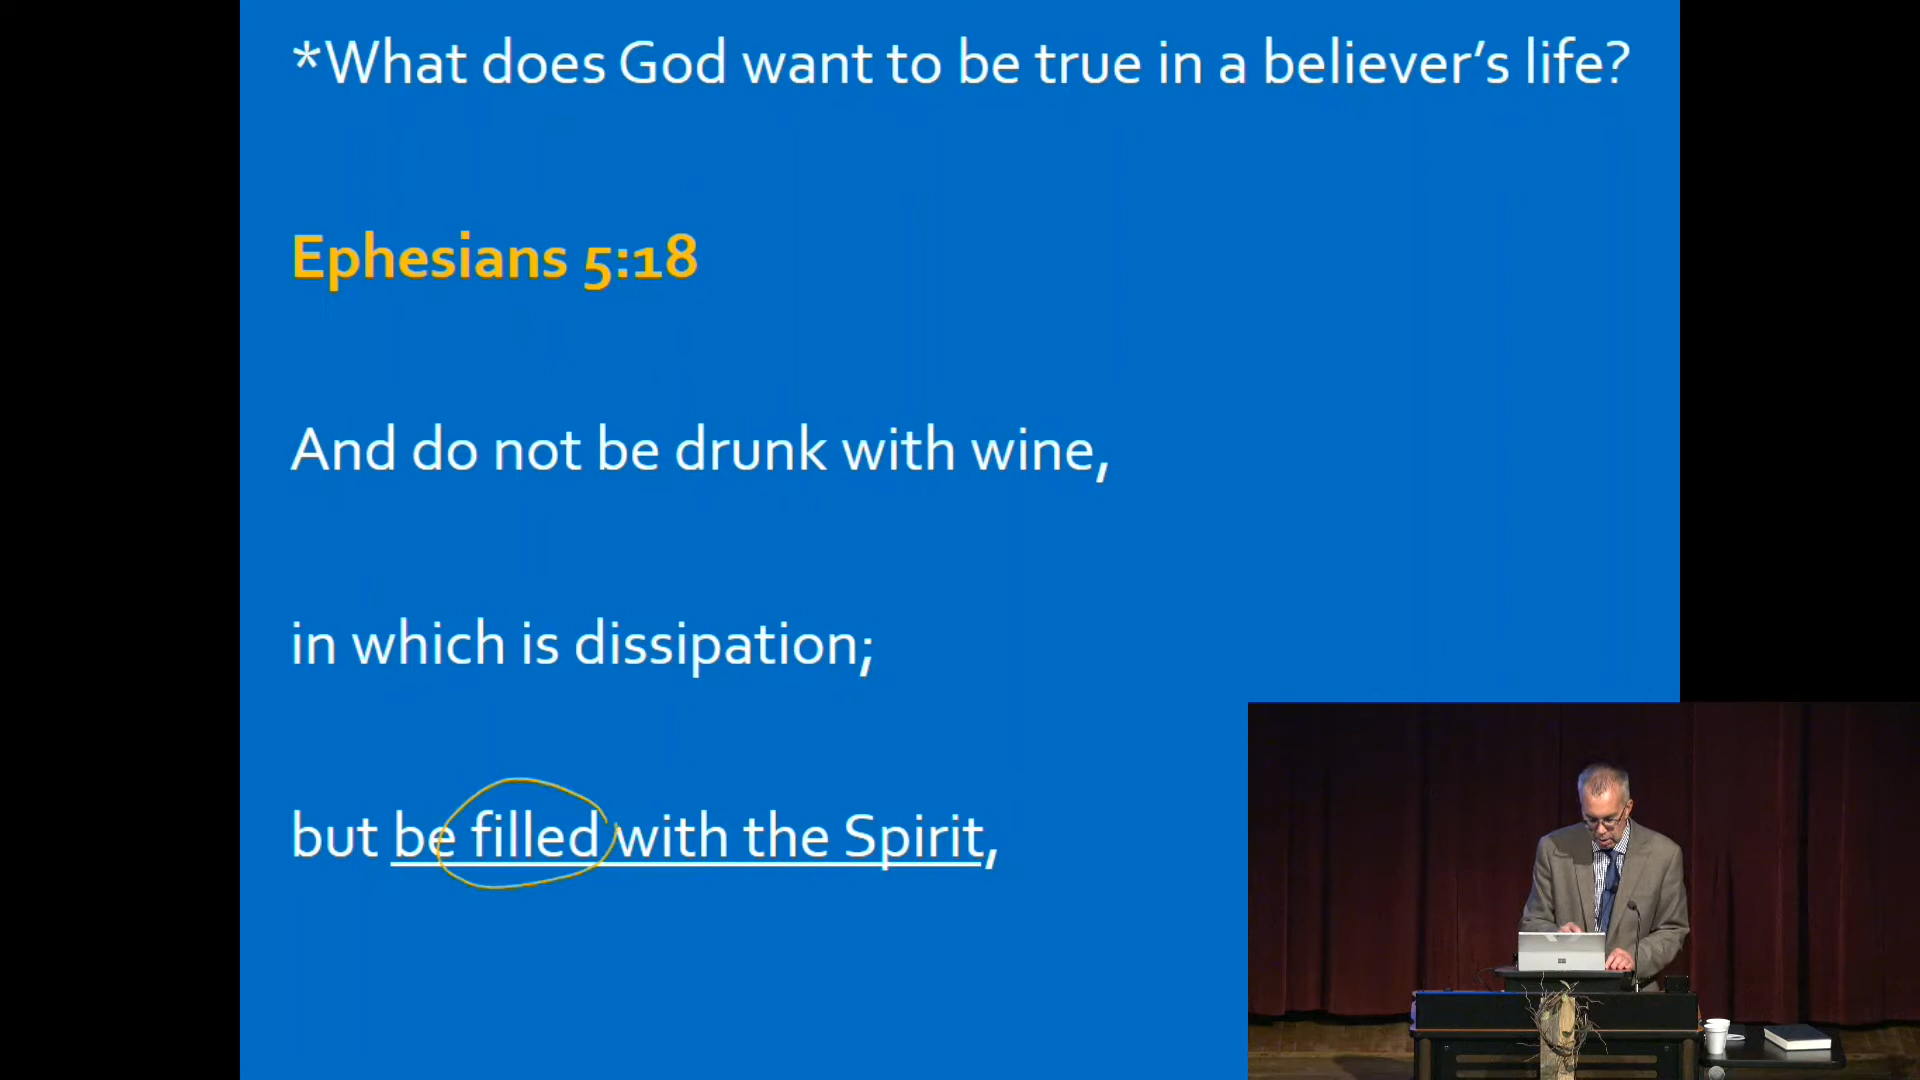 *What does God want to be true in a believer’s life?
Ephesians 5:18
And do not be drunk with wine,
in which is dissipation;
but be filled with the Spirit,